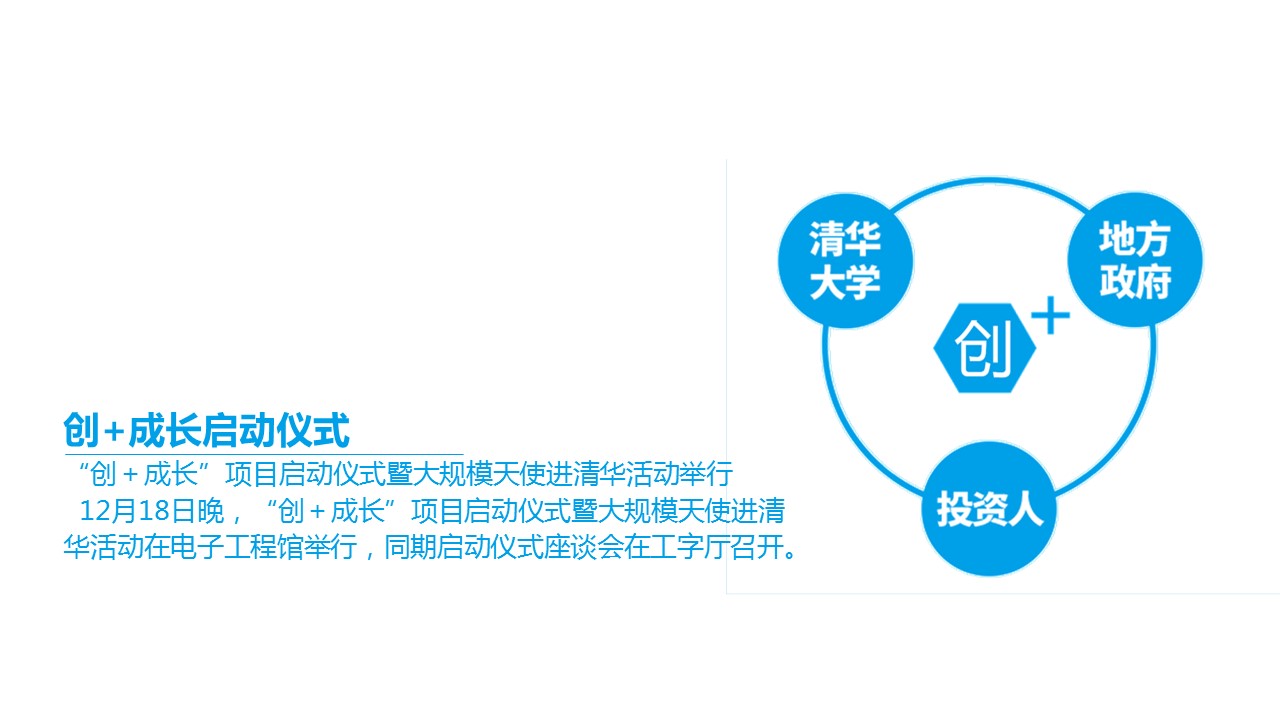 创+成长启动仪式
“创+成长”项目启动仪式暨大规模天使进清华活动举行
12月18日晚,“创+成长”项目启动仪式暨大规模天使进清
华活动在电子工程馆举行,同期启动仪式座谈会在工字厅召开。
清华
大学
地方
政府
创+
投资人